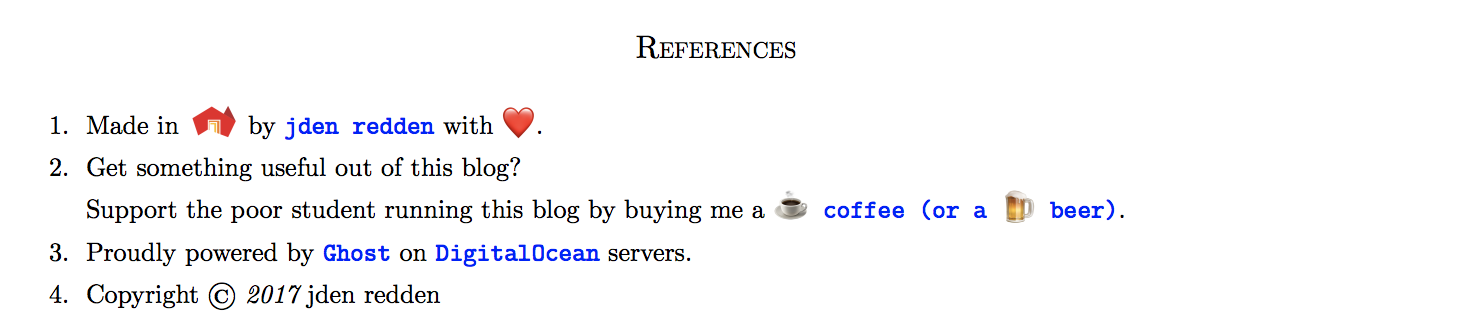 References
1. Made in by jden redden with .
2. Get something useful out of this blog?
Support the poor student running this blog by buying me a coffee (or a beer).
3. Proudly powered by Ghost on DigitalOcean servers.
4. Copyright © 2017 jden redden